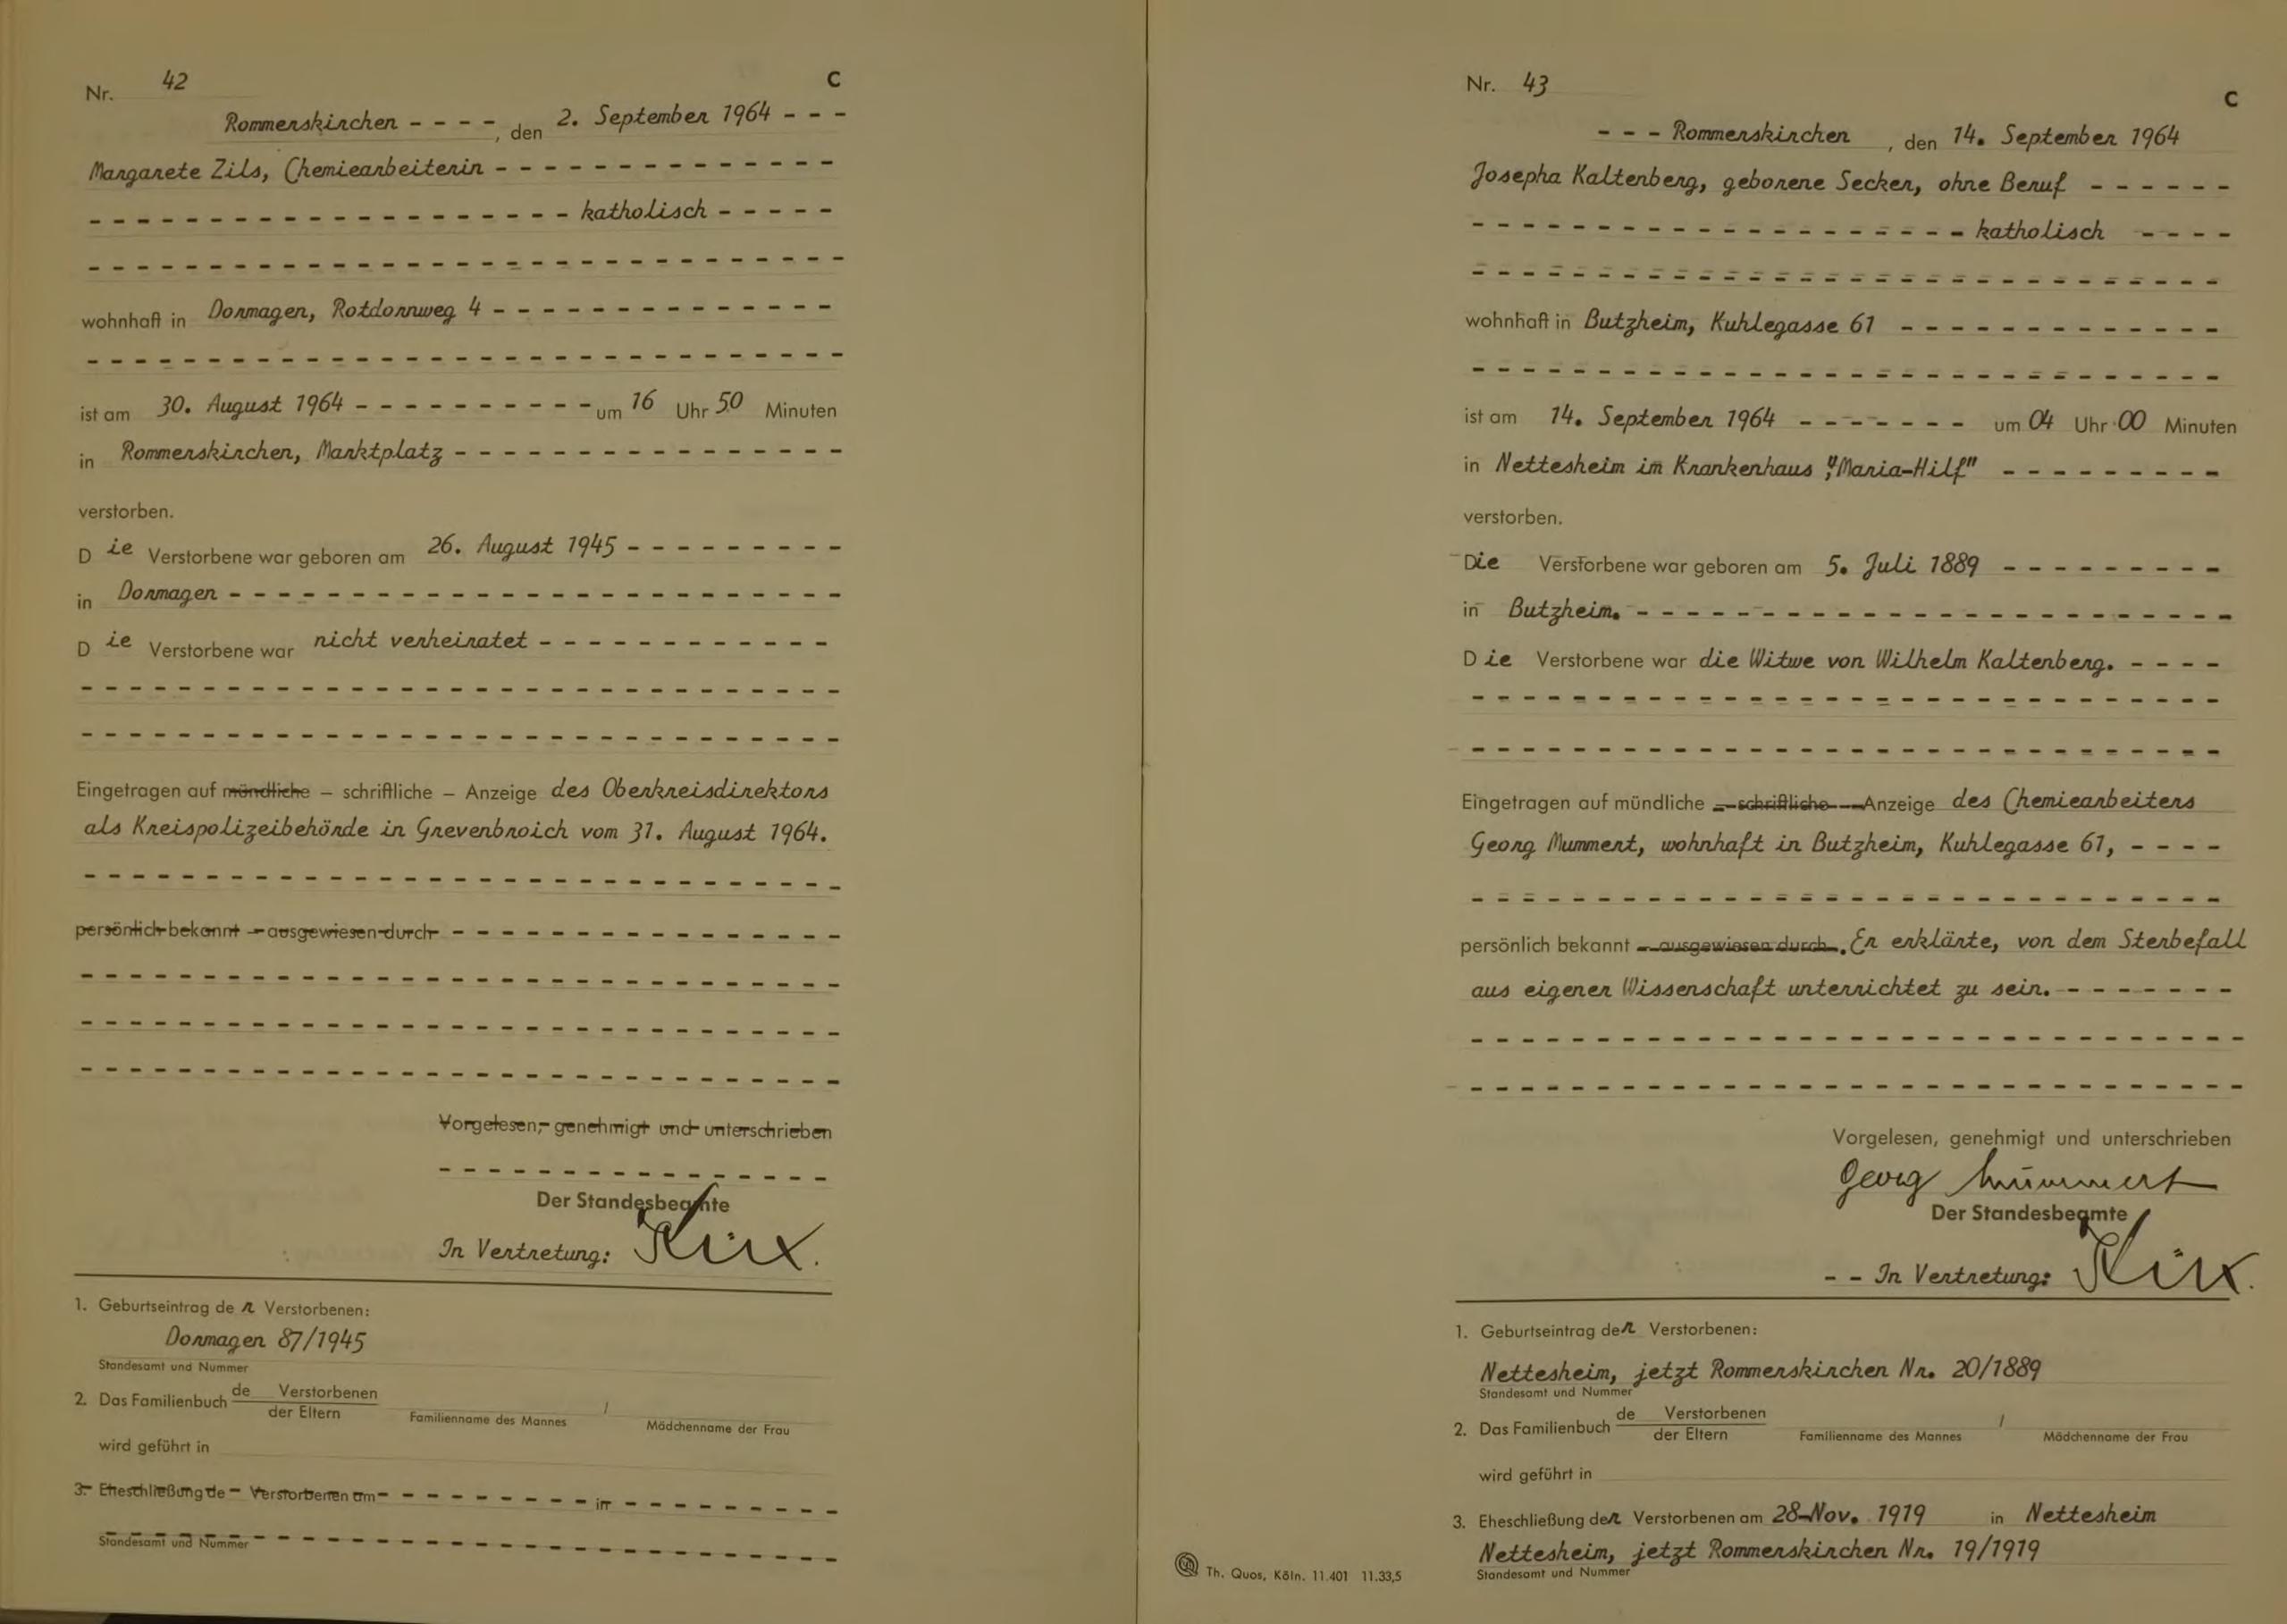 Nr. 42 C
Rommerskirchen - - - -, den 2. September 1964 - - -
Margarete Zils, Chemiearbeiterin - - - - - - - - - - - - - -
- - - - - - - - - - - - - - - - - - - - katholisch - - - - -
- - - - - - - - - - - - - - - - - - - - - - - - - - - - - - -
wohnhaft in Dormagen, Rotdornweg 4 - - - - - - - - - - - - - -
- - - - - - - - - - - - - - - - - - - - - - - - - - - - - - -
ist am 30. August 1964 - - - - - - - - - - um 16 Uhr 50 Minuten
in Rommerskirchen, Marktplatz - - - - - - - - - - - - - - - -
verstorben.
Die Verstorbene war geboren am 26. August 1945 - - - - - - - - -
in Dormagen - - - - - - - - - - - - - - - - - - - - - - - - -
Die Verstorbene war nicht verheiratet - - - - - - - - - - - -
- - - - - - - - - - - - - - - - - - - - - - - - - - - - - - -
- - - - - - - - - - - - - - - - - - - - - - - - - - - - - - -
Eingetragen auf mündliche – schriftliche – Anzeige des Oberkreisdirektors
als Kreispolizeibehörde in Grevenbroich vom 31. August 1964.
- - - - - - - - - - - - - - - - - - - - - - - - - - - - - - -
persönlich bekannt – ausgewiesen durch - - - - - - - - - - - - - - - -
- - - - - - - - - - - - - - - - - - - - - - - - - - - - - - -
- - - - - - - - - - - - - - - - - - - - - - - - - - - - - - -
- - - - - - - - - - - - - - - - - - - - - - - - - - - - - - -
Vorgelesen, genehmigt und unterschrieben
- - - - - - - - - - - - - - - -
Der Standesbeamte
In Vertretung:
1. Geburtseintrag der Verstorbenen:
Dormagen 87/1945
Standesamt und Nummer
2. Das Familienbuch de Verstorbenen
der Eltern Familienname des Mannes / Mädchenname der Frau
wird geführt in
3. Eheschließung de - Verstorbenen am - - - - - - - - - in - - - - - - - - -
Standesamt und Nummer - - - - - - - - - - - - - - - - - - - - - - - -
Nr. 43 C
- - - Rommerskirchen, den 14. September 1964
Josepha Kaltenberg, geborene Secker, ohne Beruf - - - - - -
- - - - - - - - - - - - - - - - - - - - katholisch - - - -
- - - - - - - - - - - - - - - - - - - - - - - - - - - - - -
wohnhaft in Butzheim, Kuhlegasse 61 - - - - - - - - - - - - -
- - - - - - - - - - - - - - - - - - - - - - - - - - - - - -
ist am 14. September 1964 - - - - - - - um 04 Uhr 00 Minuten
in Nettesheim im Krankenhaus "Maria-Hilf" - - - - - - - - -
verstorben.
Die Verstorbene war geboren am 5. Juli 1889 - - - - - - - - -
in Butzheim. - - - - - - - - - - - - - - - - - - - - - - - -
Die Verstorbene war die Witwe von Wilhelm Kaltenberg. - - - -
- - - - - - - - - - - - - - - - - - - - - - - - - - - - - -
- - - - - - - - - - - - - - - - - - - - - - - - - - - - - -
Eingetragen auf mündliche – schriftliche – Anzeige des Chemiearbeiters
Georg Mummert, wohnhaft in Butzheim, Kuhlegasse 61, - - - -
- - - - - - - - - - - - - - - - - - - - - - - - - - - - - -
persönlich bekannt – ausgewiesen durch. Er erklärte, von dem Sterbefall
aus eigener Wissenschaft unterrichtet zu sein. - - - - - - -
- - - - - - - - - - - - - - - - - - - - - - - - - - - - - - -
- - - - - - - - - - - - - - - - - - - - - - - - - - - - - - -
Vorgelesen, genehmigt und unterschrieben
Georg Mummert
Der Standesbeamte
- - In Vertretung:
1. Geburtseintrag der Verstorbenen:
Nettesheim, jetzt Rommerskirchen Nr. 20/1889
Standesamt und Nummer
2. Das Familienbuch de Verstorbenen
der Eltern Familienname des Mannes / Mädchenname der Frau
wird geführt in
3. Eheschließung der Verstorbenen am 28. Nov. 1919 in Nettesheim
Nettesheim, jetzt Rommerskirchen Nr. 19/1919
Standesamt und Nummer
Th. Quos, Köln. 11.401 11.33,5